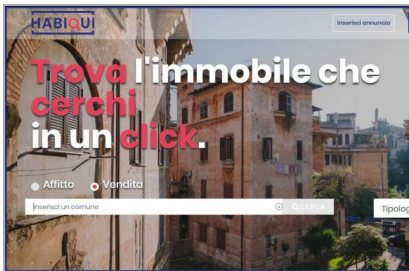 HABIQUI
Inserisci annuncio
Trova l'immobile che
cerchi
in un click.
Affitto Vendita
Inserisci un comune
CERCA
Tipolog